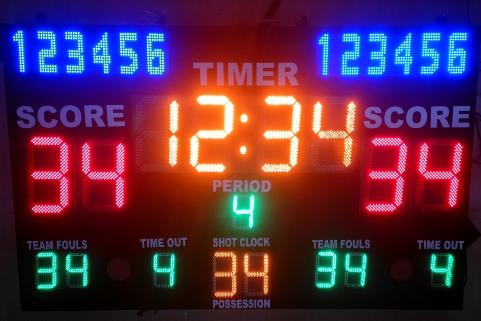 123456 123456
TIMER
SCORE 12:34 SCORE
34 34
PERIOD
4
TEAM FOULS TIME OUT SHOT CLOCK TEAM FOULS TIME OUT
34 4 34 34 4
POSSESSION